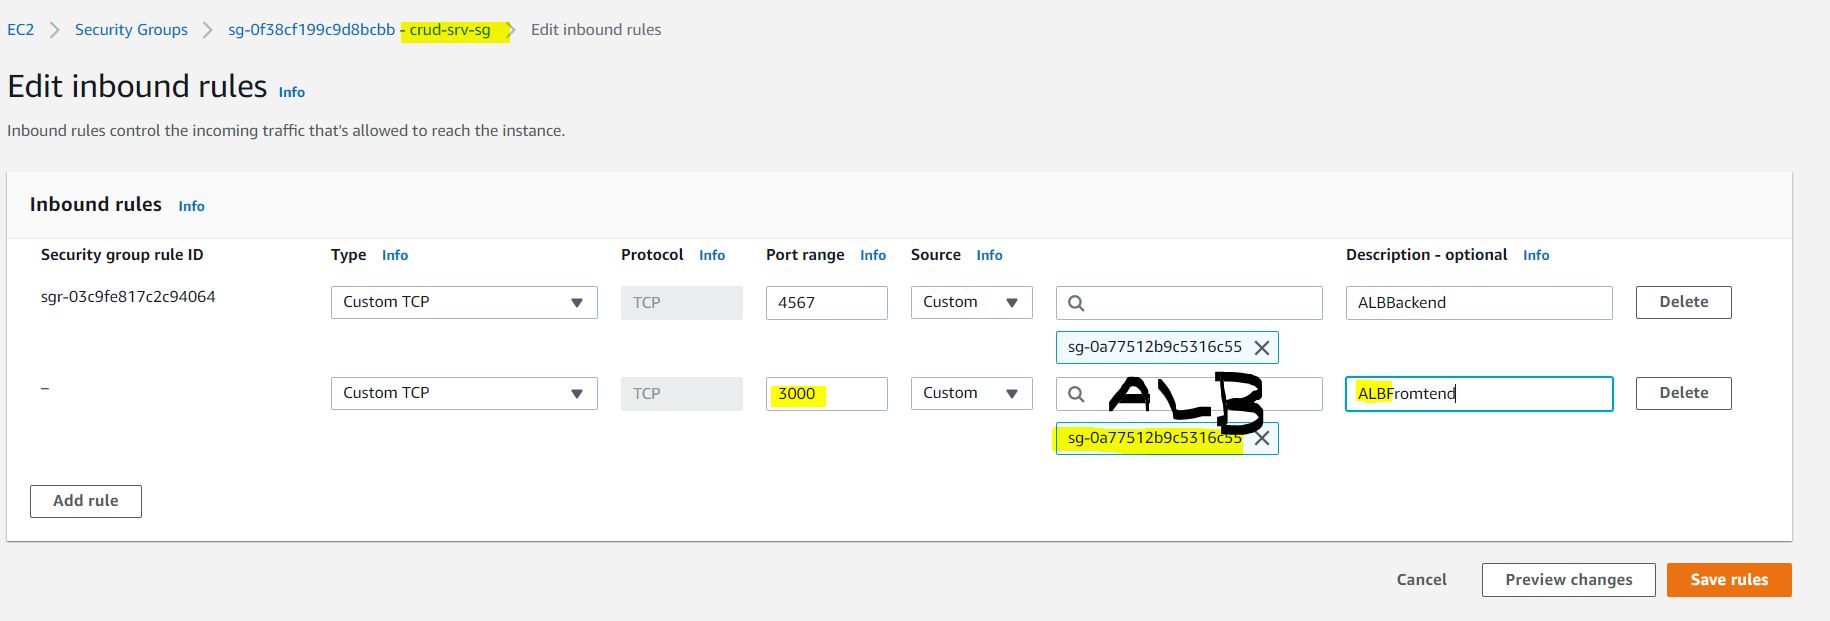 EC2 > Security Groups > sg-0f38cf199c9d8bcbb - crud-srv-sg > Edit inbound rules
Edit inbound rules Info
Inbound rules control the incoming traffic that's allowed to reach the instance.
Inbound rules Info
Security group rule ID Type Info Protocol Info Port range Info Source Info Description - optional Info
sgr-03c9fe817c2c94064 Custom TCP TCP 4567 Custom ALBBackend Delete
sg-0a77512b9c5316c55
– Custom TCP TCP 3000 Custom ALB ALBFromtend Delete
sg-0a77512b9c5316c55
Add rule
Cancel Preview changes Save rules